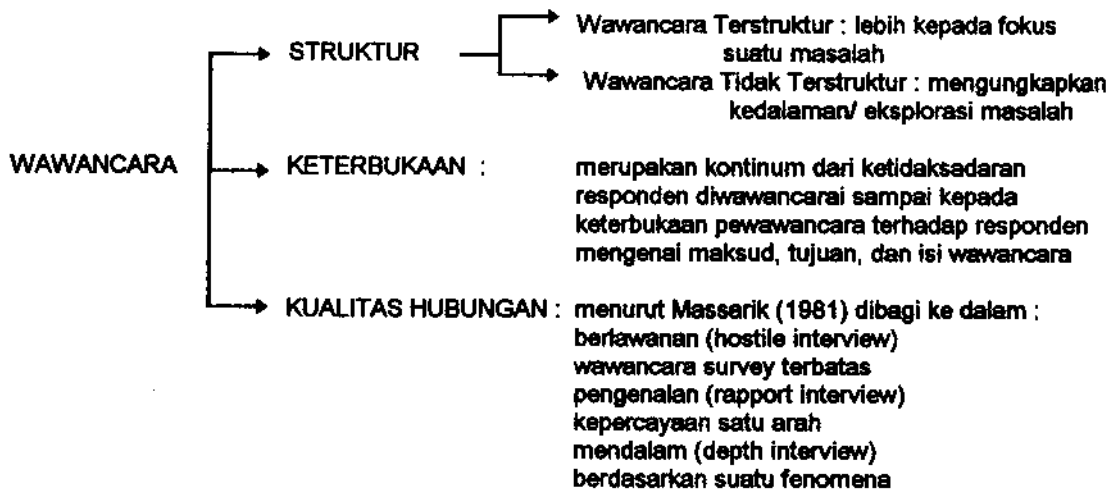 Wawancara Terstruktur : lebih kepada fokus
suatu masalah
STRUKTUR
Wawancara Tidak Terstruktur : mengungkapkan
kedalaman/ eksplorasi masalah
WAWANCARA
KETERBUKAAN :
merupakan kontinum dari ketidaksadaran
responden diwawancarai sampai kepada
keterbukaan pewawancara terhadap responden
mengenai maksud, tujuan, dan isi wawancara
KUALITAS HUBUNGAN :
menurut Massarik (1981) dibagi ke dalam :
berlawanan (hostile interview)
wawancara survey terbatas
pengenalan (rapport interview)
kepercayaan satu arah
mendalam (depth interview)
berdasarkan suatu fenomena